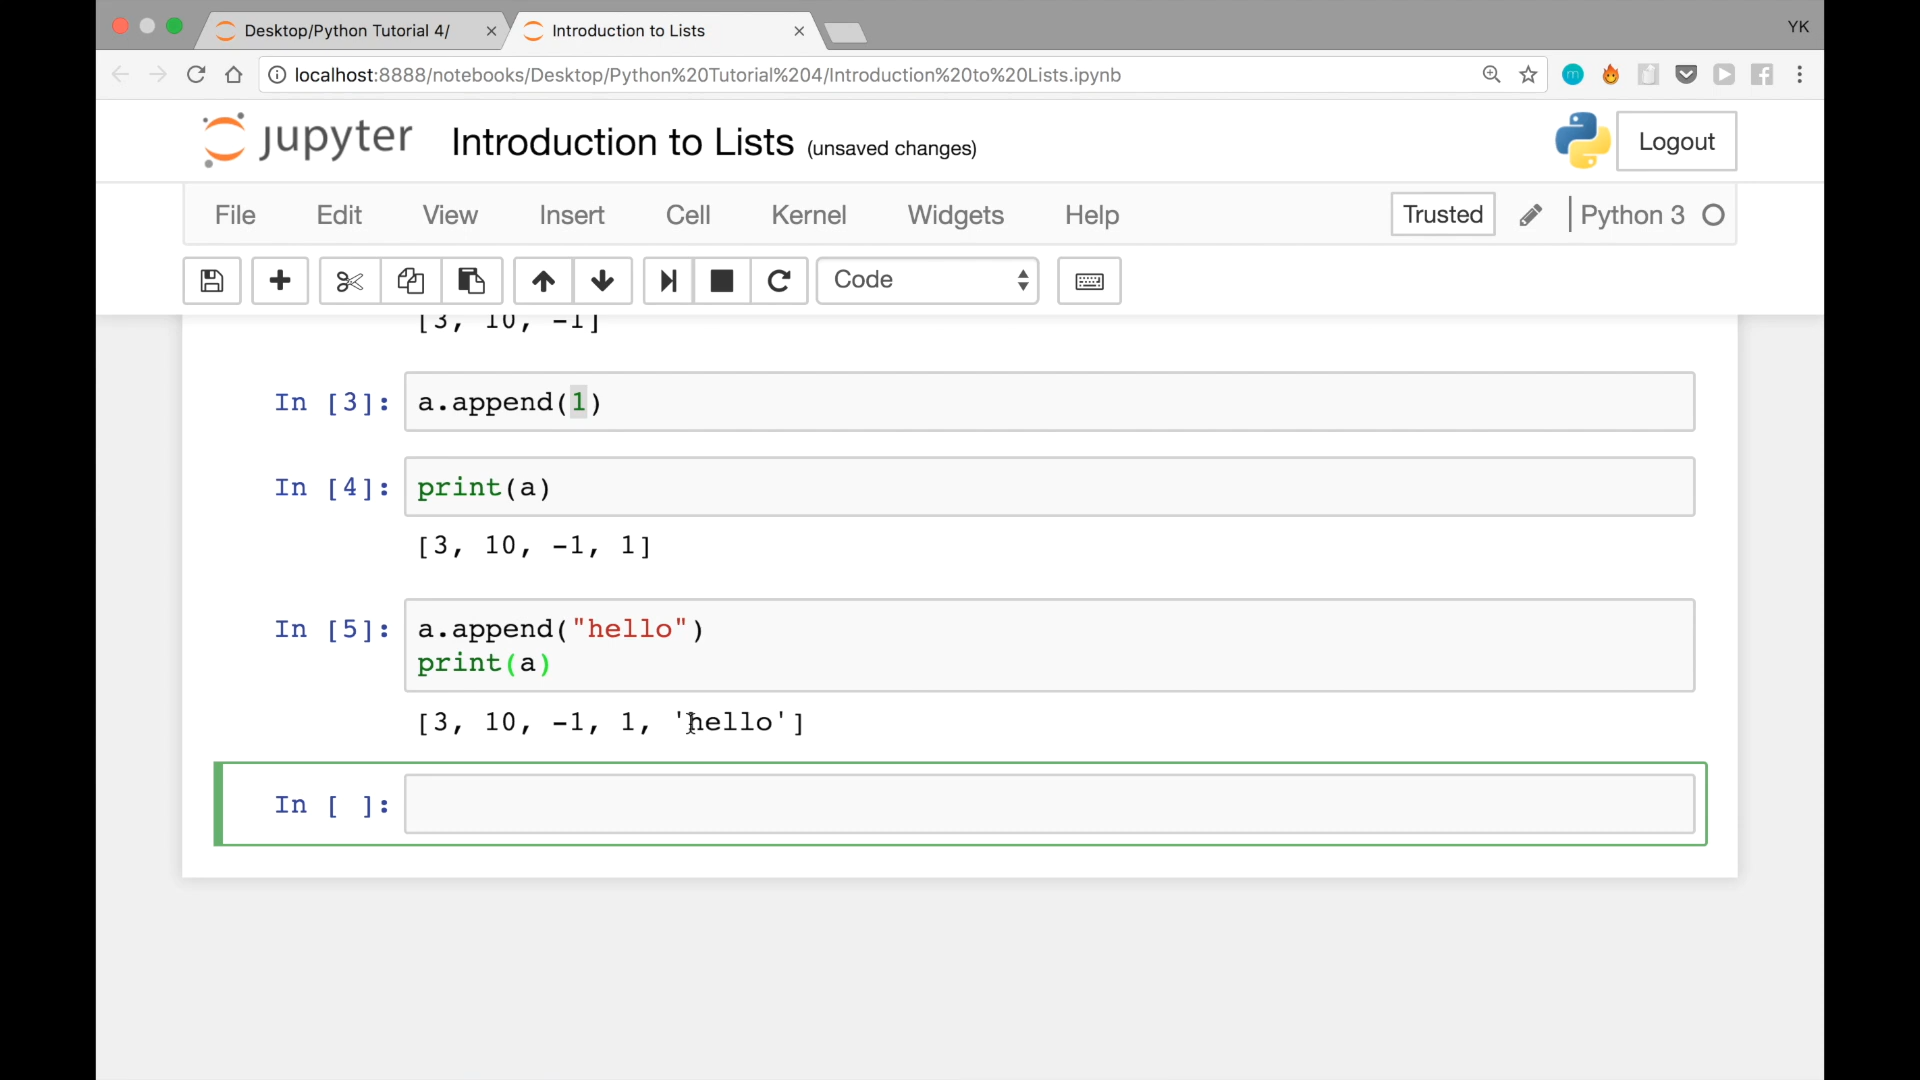 Desktop/Python Tutorial 4/
Introduction to Lists
YK
localhost:8888/notebooks/Desktop/Python%20Tutorial%204/Introduction%20to%20Lists.ipynb
jupyter Introduction to Lists (unsaved changes)
Logout
File Edit View Insert Cell Kernel Widgets Help Trusted Python 3
Code
[3, 10, -1]
In [3]: a.append(1)
In [4]: print(a)
[3, 10, -1, 1]
In [5]: a.append("hello")
print(a)
[3, 10, -1, 1, 'hello']
In [ ]: